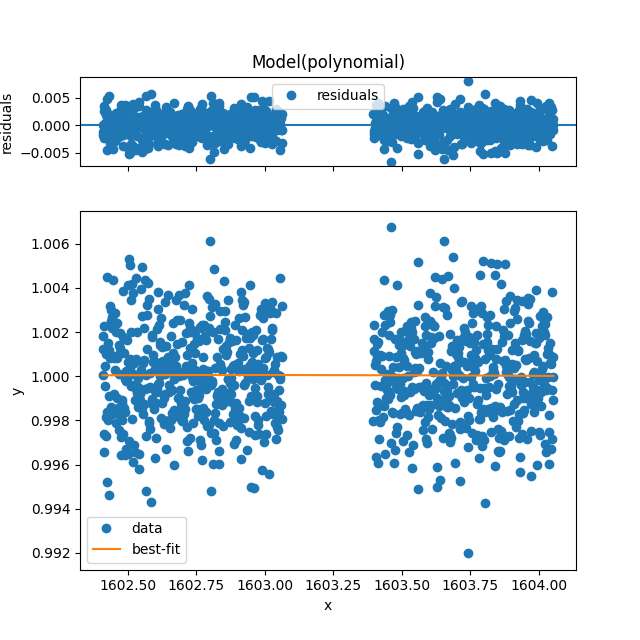 Model(polynomial)
residuals
0.005
0.000
−0.005
residuals
y
1.006
1.004
1.002
1.000
0.998
0.996
0.994
0.992
data
best-fit
1602.50 1602.75 1603.00 1603.25 1603.50 1603.75 1604.00
x